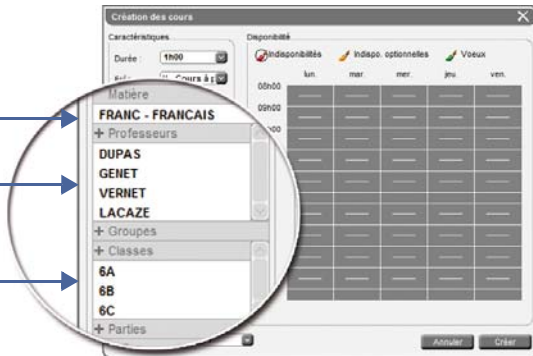 Création des cours
Caractéristiques
Disponibilité
Durée : 1h00
Indisponibilités
Indispo. optionnelles
Voeux
Cours à p
lun. mar. mer. jeu. ven.
08h00
09h00
Matière
FRANC - FRANCAIS
+ Professeurs
DUPAS
GENET
VERNET
LACAZE
+ Groupes
+ Classes
6A
6B
6C
+ Parties
Annuler
Créer